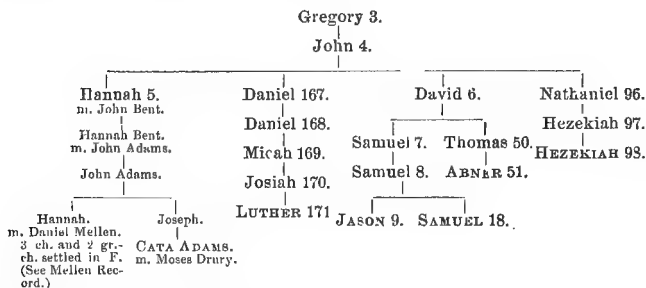 Gregory 3.
John 4.
Hannah 5. Daniel 167. David 6. Nathaniel 96.
m. John Bent.
Hannah Bent. Daniel 168. Samuel 7. Thomas 50. Hezekiah 97.
m. John Adams. Micah 169. Samuel 8. ABNER 51. HEZEKIAH 98.
John Adams. Josiah 170.
LUTHER 171 JASON 9. SAMUEL 18.
Hannah. Joseph.
m. Daniel Mellen. CATA ADAMS.
3 ch. and 2 gr.- m. Moses Drury.
ch. settled in F.
(See Mellen Rec-
ord.)